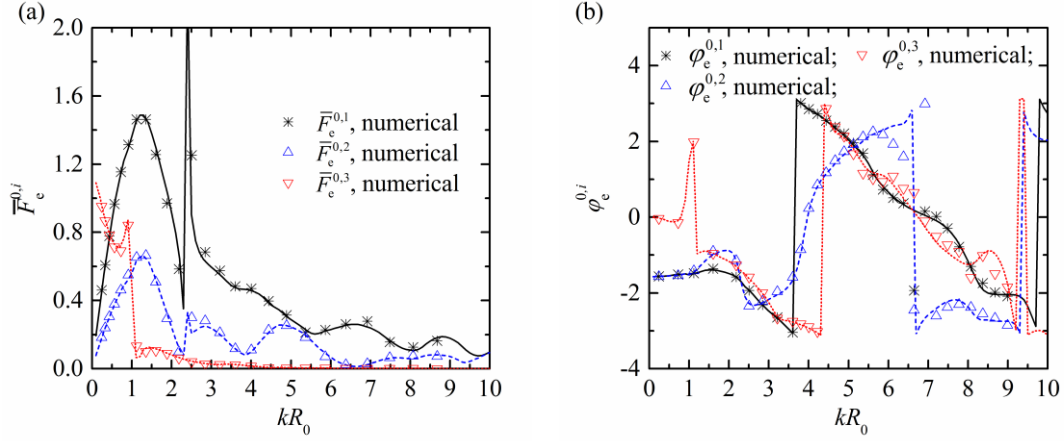 (a)
2.0
1.6
1.2
0.8
0.4
0.0
F̅ₑ⁰,ⁱ
F̅ₑ⁰,¹, numerical
F̅ₑ⁰,², numerical
F̅ₑ⁰,³, numerical
0 1 2 3 4 5 6 7 8 9 10
kR₀
(b)
4
2
0
-2
-4
φₑ⁰·ⁱ
φₑ⁰,¹, numerical; φₑ⁰,³, numerical;
φₑ⁰,², numerical;
0 1 2 3 4 5 6 7 8 9 10
kR₀